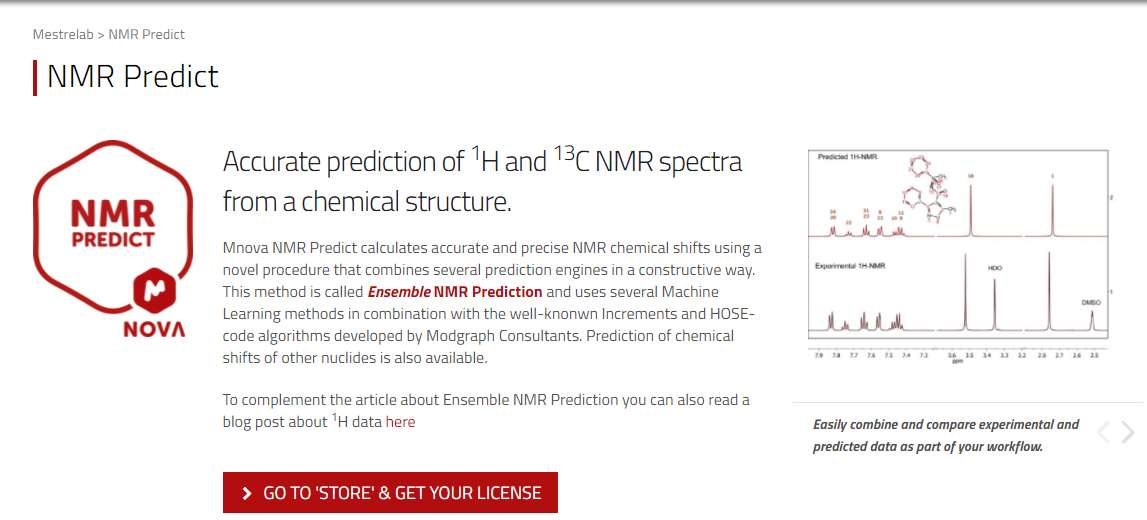 Mestrelab > NMR Predict
NMR Predict
NMR
PREDICT
NOVA
Accurate prediction of ¹H and ¹³C NMR spectra
from a chemical structure.
Mnova NMR Predict calculates accurate and precise NMR chemical shifts using a
novel procedure that combines several prediction engines in a constructive way.
This method is called Ensemble NMR Prediction and uses several Machine
Learning methods in combination with the well-knonwn Increments and HOSE-
code algorithms developed by Modgraph Consultants. Prediction of chemical
shifts of other nuclides is also available.
To complement the article about Ensemble NMR Prediction you can also read a
blog post about ¹H data here
> GO TO 'STORE' & GET YOUR LICENSE
Predicted 1H-NMR
Experimental 1H-NMR
HDO
DMSO
7.9 7.8 7.7 7.6 7.5 7.4 7.3 3.6 3.5 3.4 3.3 3.2 2.8 2.7 2.6 2.5
ppm
Easily combine and compare experimental and
predicted data as part of your workflow.